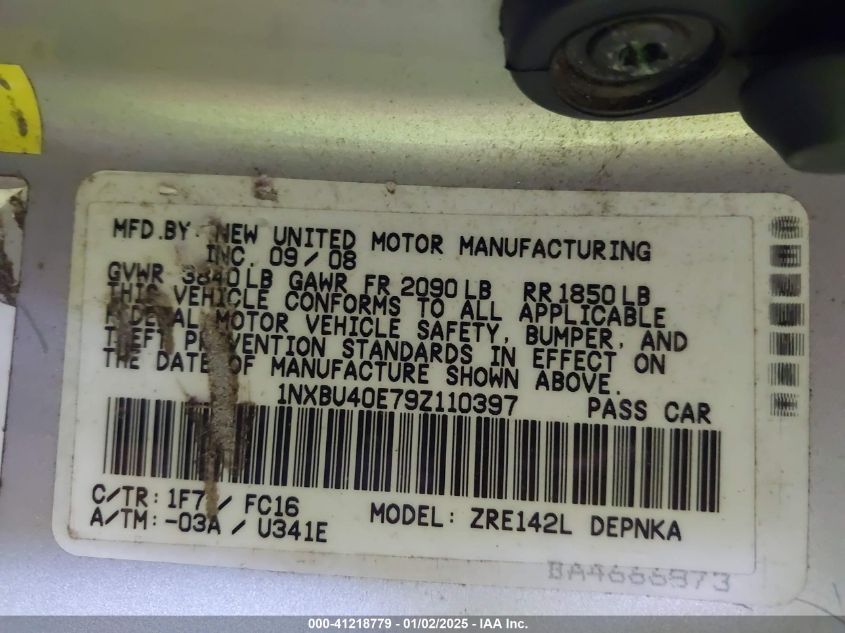 MFD.BY: NEW UNITED MOTOR MANUFACTURING
INC. 09/08
GVWR 3840LB GAWR FR 2090LB RR1850LB
THIS VEHICLE CONFORMS TO ALL APPLICABLE
FEDERAL MOTOR VEHICLE SAFETY, BUMPER, AND
THEFT PREVENTION STANDARDS IN EFFECT ON
THE DATE OF MANUFACTURE SHOWN ABOVE.
1NXBU40E79Z110397 PASS CAR
C/TR: 1F7 / FC16
A/TM: -03A / U341E
MODEL: ZRE142L DEPNKA
BA4666873
000-41218779 - 01/02/2025 - IAA Inc.